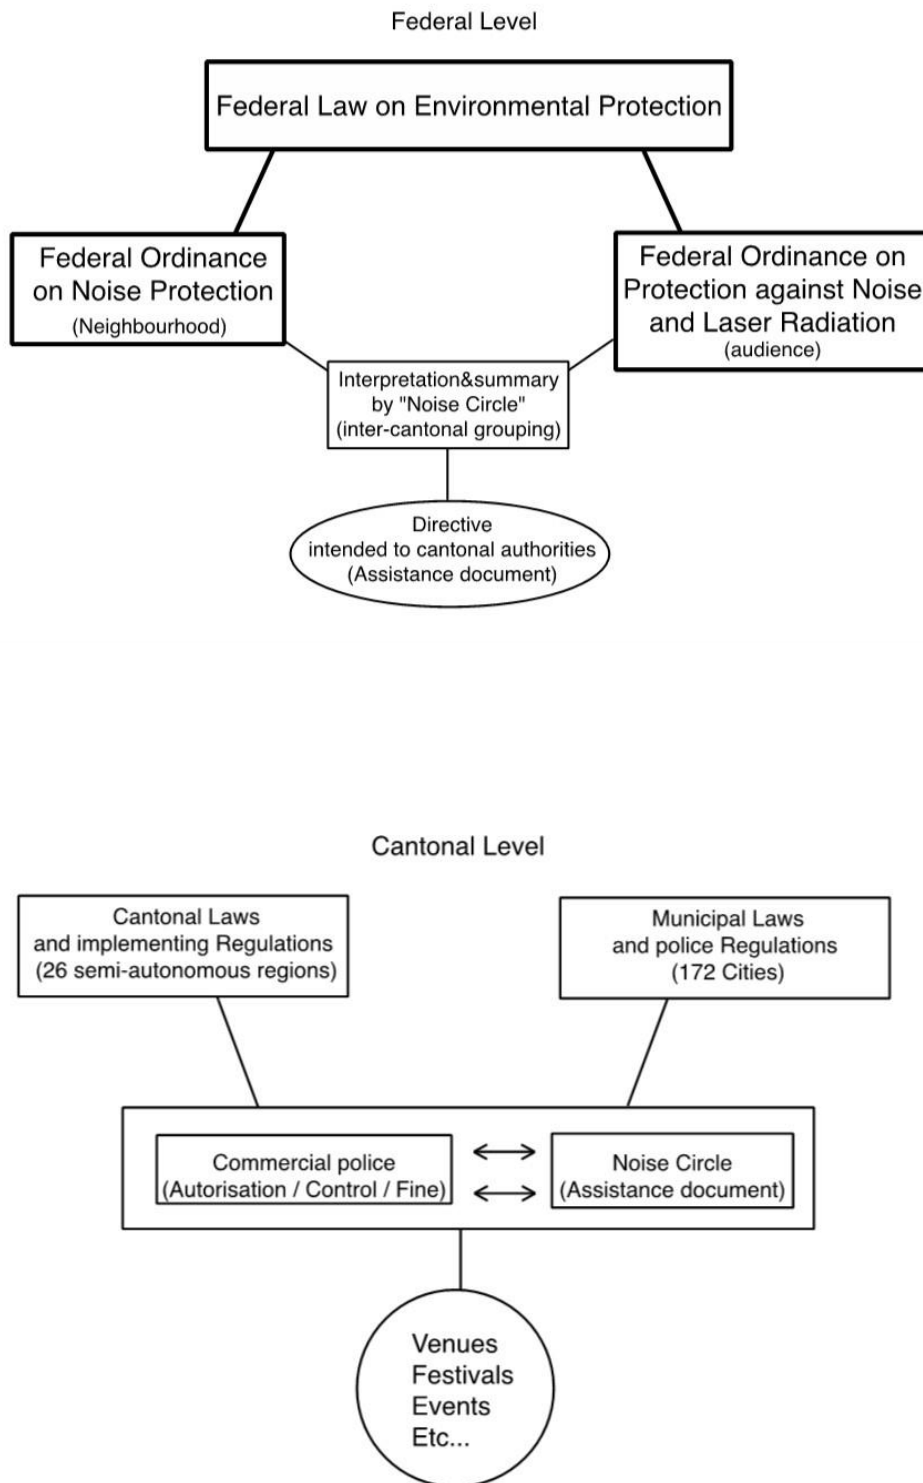 Federal Level
Federal Law on Environmental Protection
Federal Ordinance
on Noise Protection
(Neighbourhood)
Federal Ordinance on
Protection against Noise
and Laser Radiation
(audience)
Interpretation&summary
by "Noise Circle"
(inter-cantonal grouping)
Directive
intended to cantonal authorities
(Assistance document)
Cantonal Level
Cantonal Laws
and implementing Regulations
(26 semi-autonomous regions)
Municipal Laws
and police Regulations
(172 Cities)
Commercial police
(Autorisation / Control / Fine)
Noise Circle
(Assistance document)
Venues
Festivals
Events
Etc...